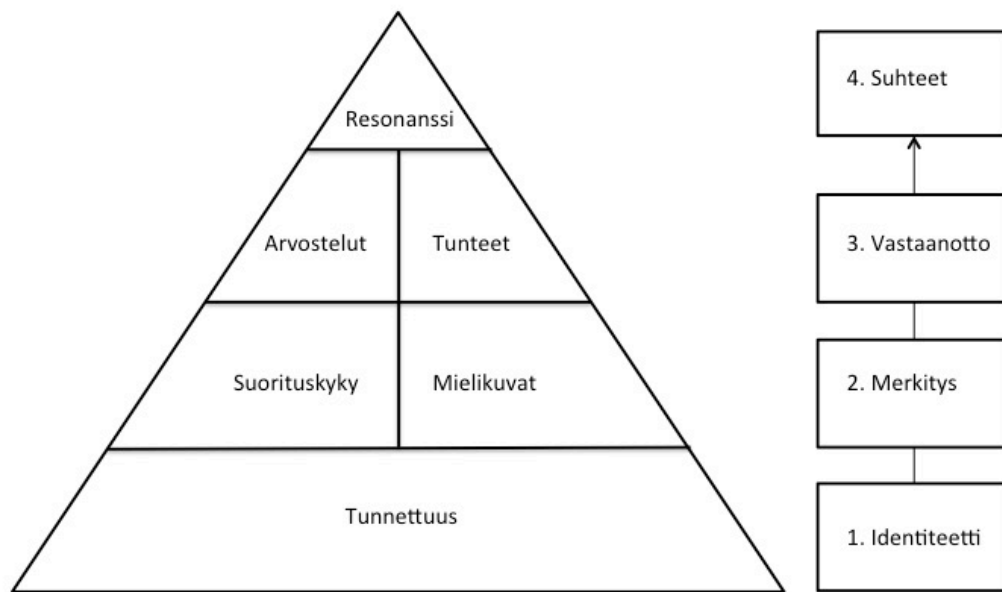 Resonanssi
Arvostelut
Tunteet
Suorituskyky
Mielikuvat
Tunnettuus
4. Suhteet
3. Vastaanotto
2. Merkitys
1. Identiteetti